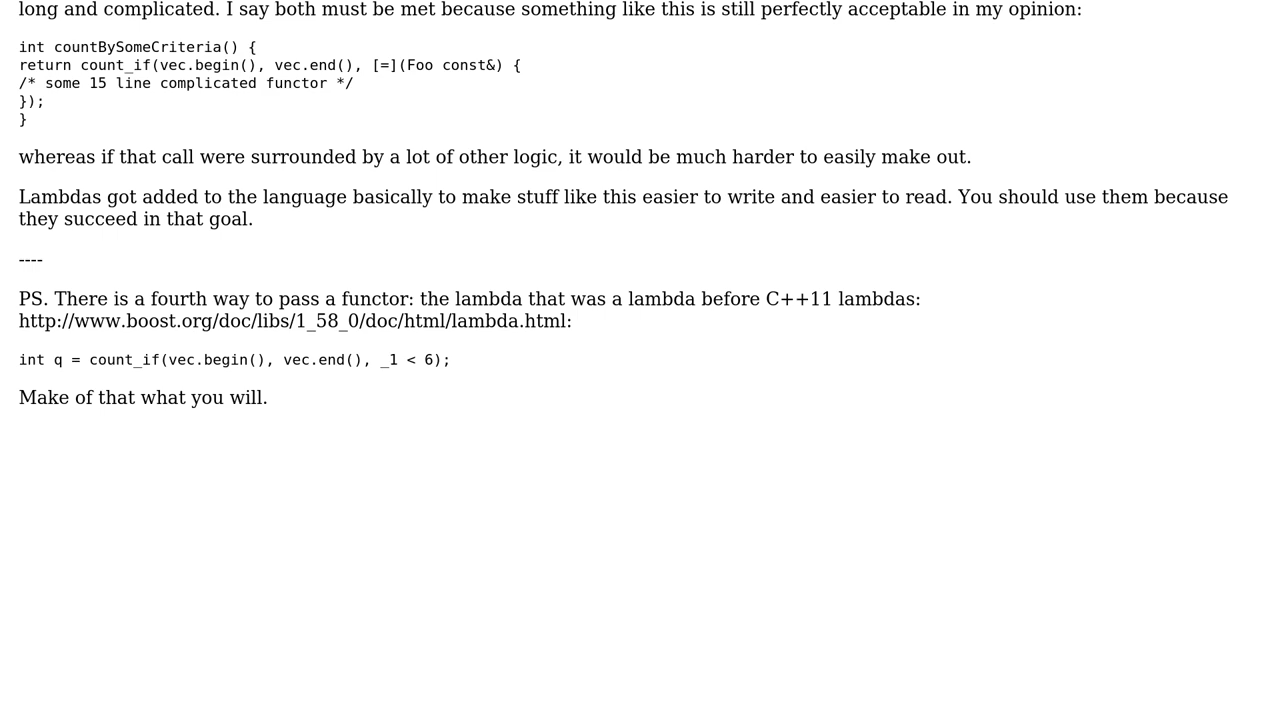 long and complicated. I say both must be met because something like this is still perfectly acceptable in my opinion:
int countBySomeCriteria() {
return count_if(vec.begin(), vec.end(), [=](Foo const&) {
/* some 15 line complicated functor */
});
}
whereas if that call were surrounded by a lot of other logic, it would be much harder to easily make out.
Lambdas got added to the language basically to make stuff like this easier to write and easier to read. You should use them because
they succeed in that goal.
----
PS. There is a fourth way to pass a functor: the lambda that was a lambda before C++11 lambdas:
http://www.boost.org/doc/libs/1_58_0/doc/html/lambda.html:
int q = count_if(vec.begin(), vec.end(), _1 < 6);
Make of that what you will.